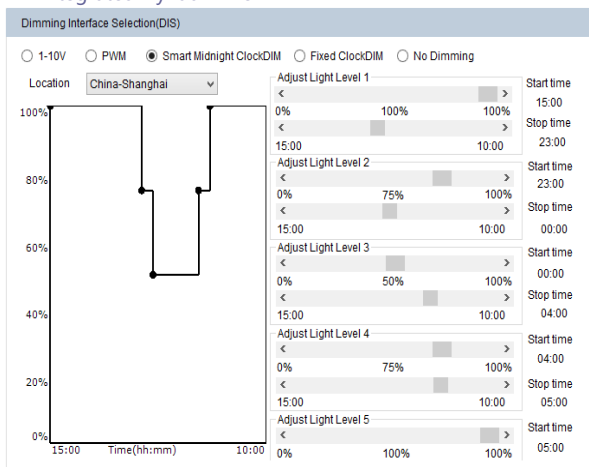 Dimming Interface Selection(DIS)
1-10V PWM Smart Midnight ClockDIM Fixed ClockDIM No Dimming
Location China-Shanghai
100%
80%
60%
40%
20%
0%
15:00 Time(hh:mm) 10:00
Adjust Light Level 1
0% 100% 100%
15:00 10:00
Start time
15:00
Stop time
23:00
Adjust Light Level 2
0% 75% 100%
15:00 10:00
Start time
23:00
Stop time
00:00
Adjust Light Level 3
0% 50% 100%
15:00 10:00
Start time
00:00
Stop time
04:00
Adjust Light Level 4
0% 75% 100%
15:00 10:00
Start time
04:00
Stop time
05:00
Adjust Light Level 5
0% 100% 100%
Start time
05:00